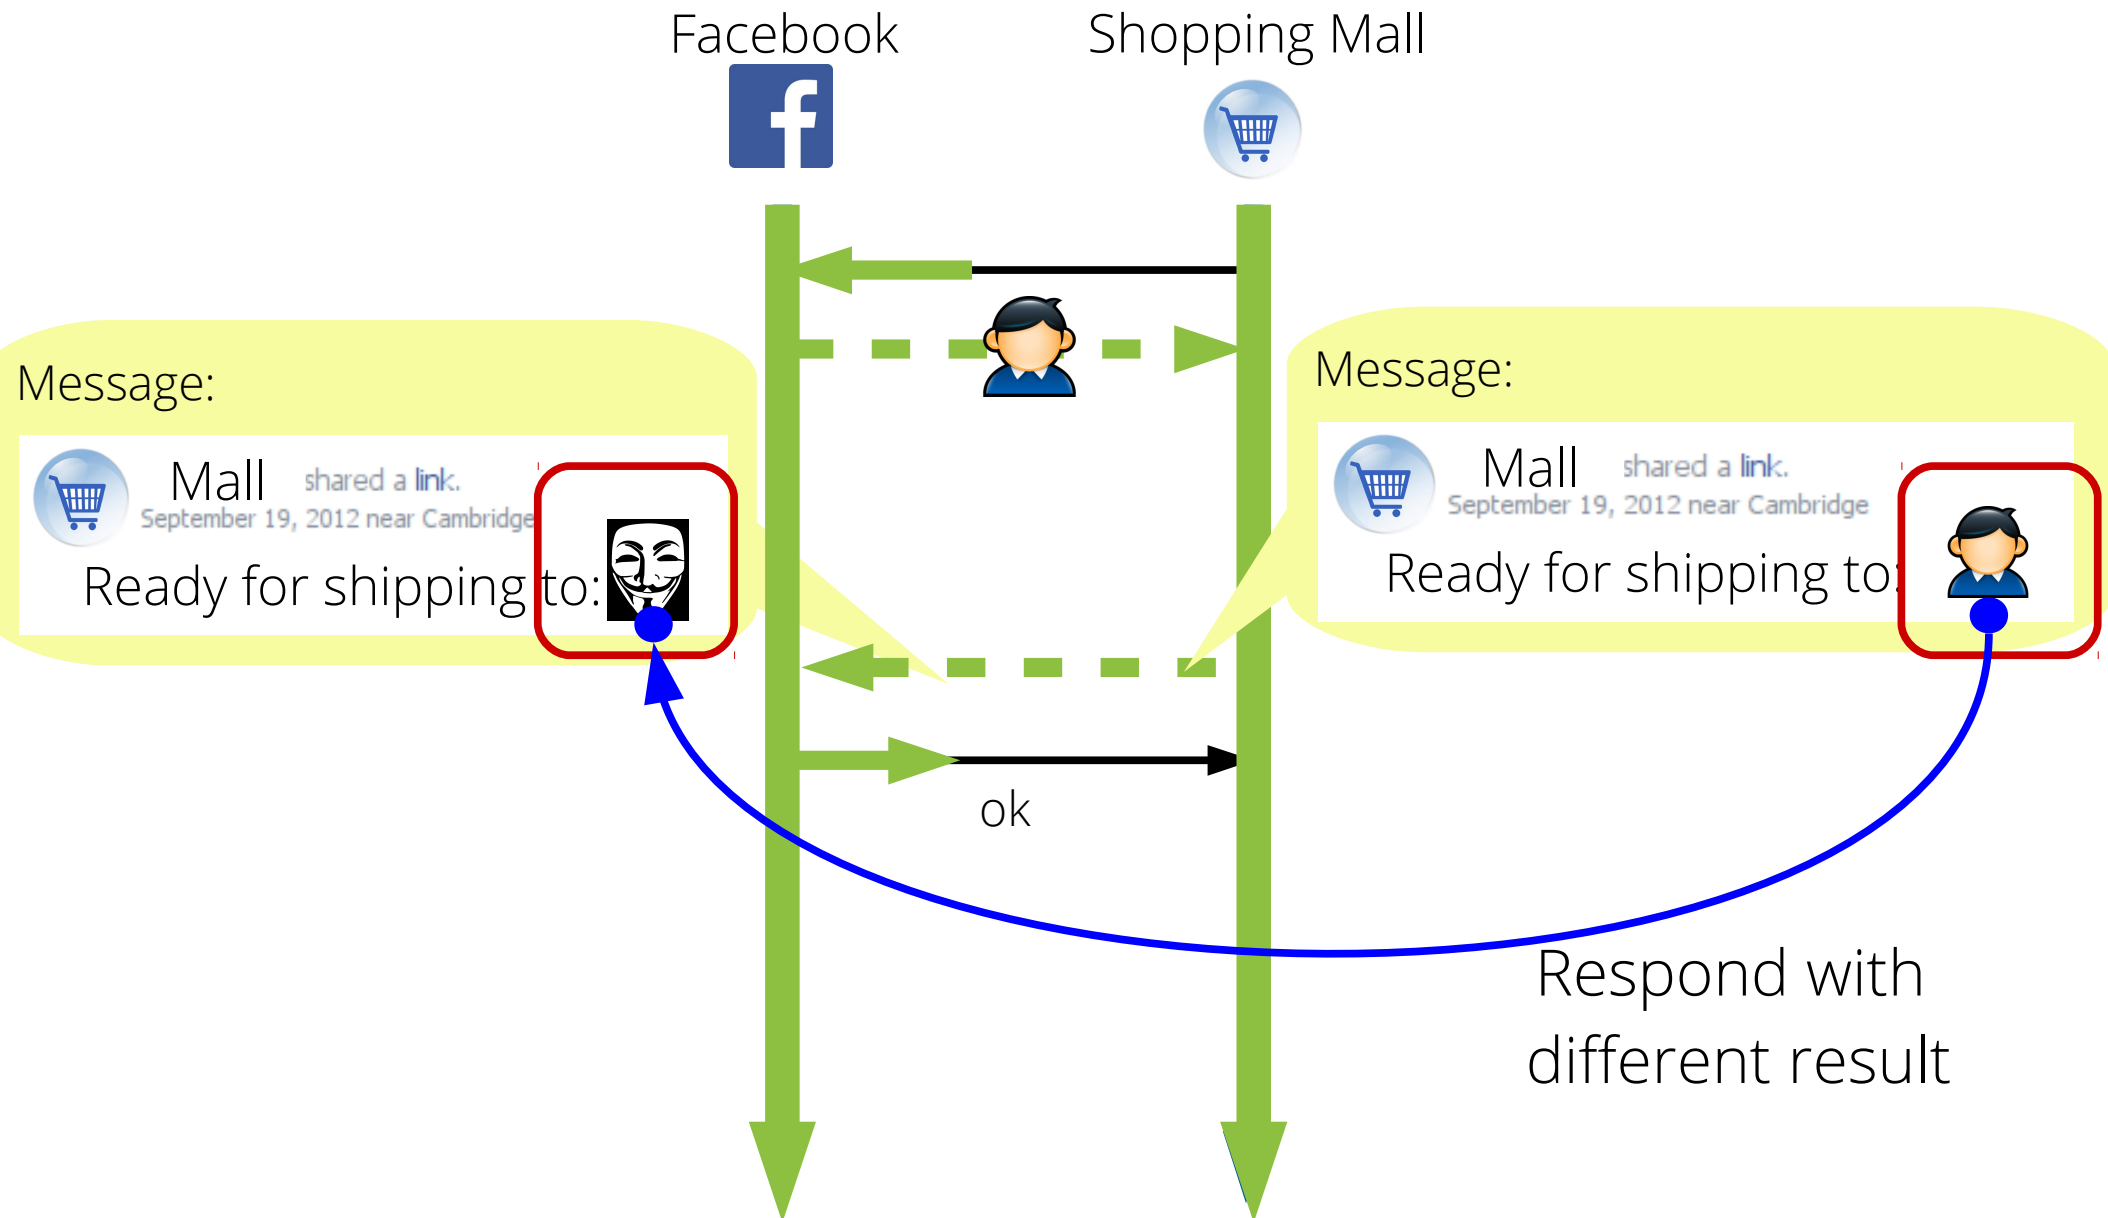 Facebook
Shopping Mall
Message:
Mall shared a link.
September 19, 2012 near Cambridge
Ready for shipping to:
Message:
Mall shared a link.
September 19, 2012 near Cambridge
Ready for shipping to:
ok
Respond with
different result